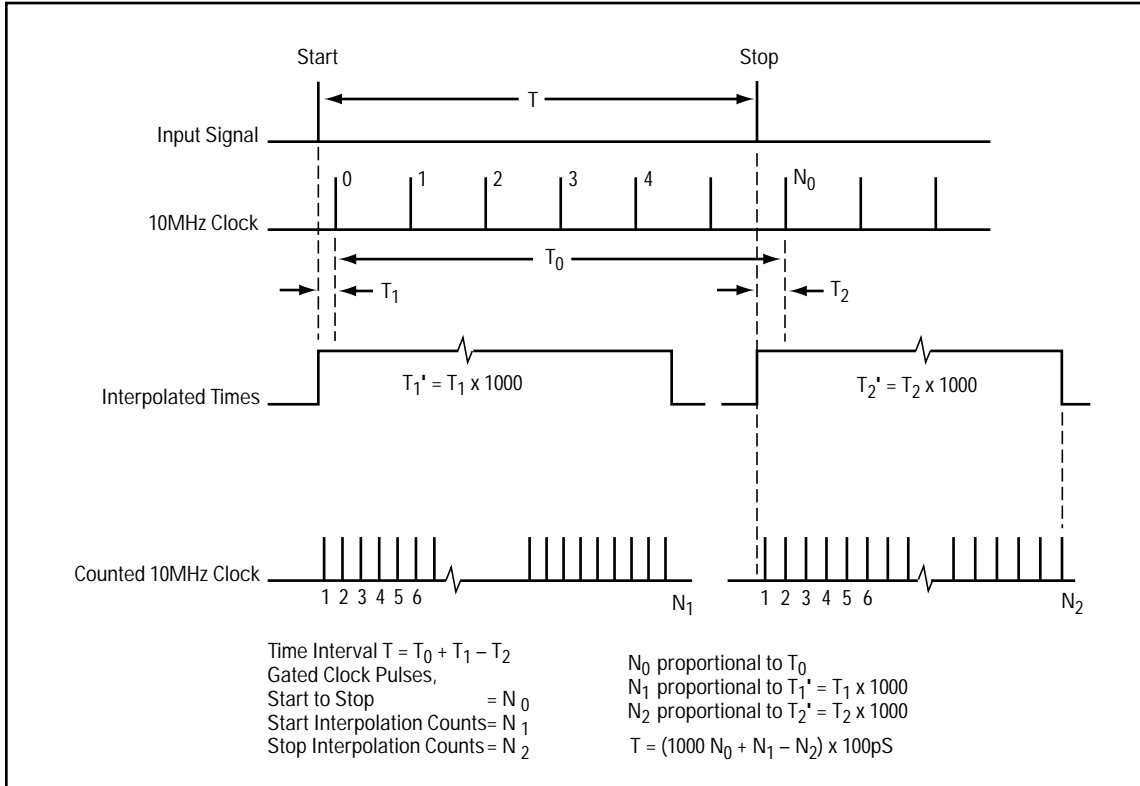 Start
Stop
T
Input Signal
0 1 2 3 4 N0
10MHz Clock
T0
T1
T2
T1' = T1 x 1000
T2' = T2 x 1000
Interpolated Times
Counted 10MHz Clock
1 2 3 4 5 6
N1
1 2 3 4 5 6
N2
Time Interval T = T0 + T1 – T2
Gated Clock Pulses,
Start to Stop = N0
Start Interpolation Counts= N1
Stop Interpolation Counts = N2
N0 proportional to T0
N1 proportional to T1' = T1 x 1000
N2 proportional to T2' = T2 x 1000
T = (1000 N0 + N1 – N2) x 100pS